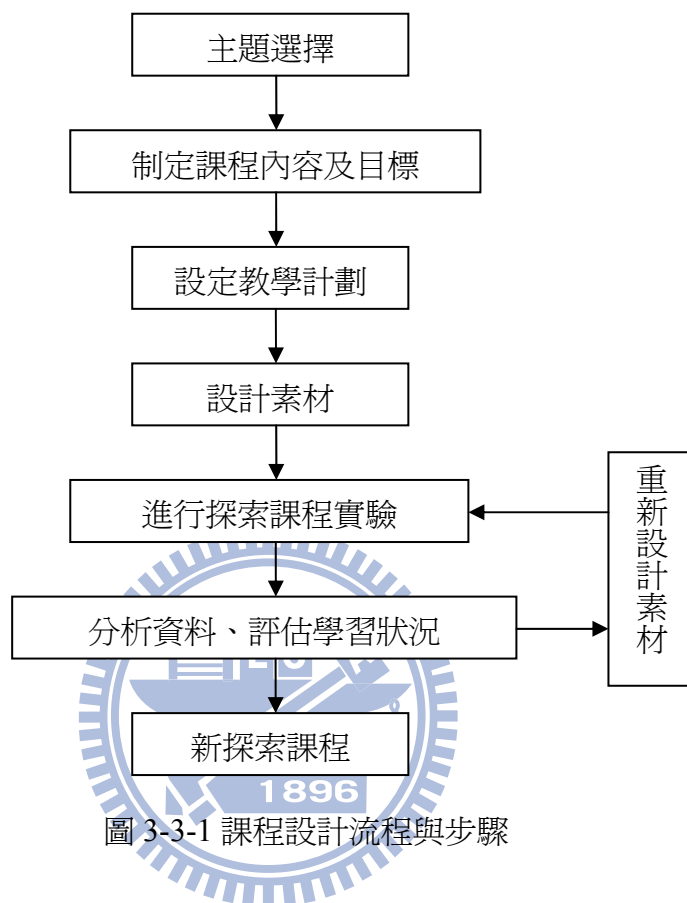 主題選擇
制定課程內容及目標
設定教學計劃
設計素材
進行探索課程實驗
重新設計素材
分析資料、評估學習狀況
新探索課程
1896
圖 3-3-1 課程設計流程與步驟